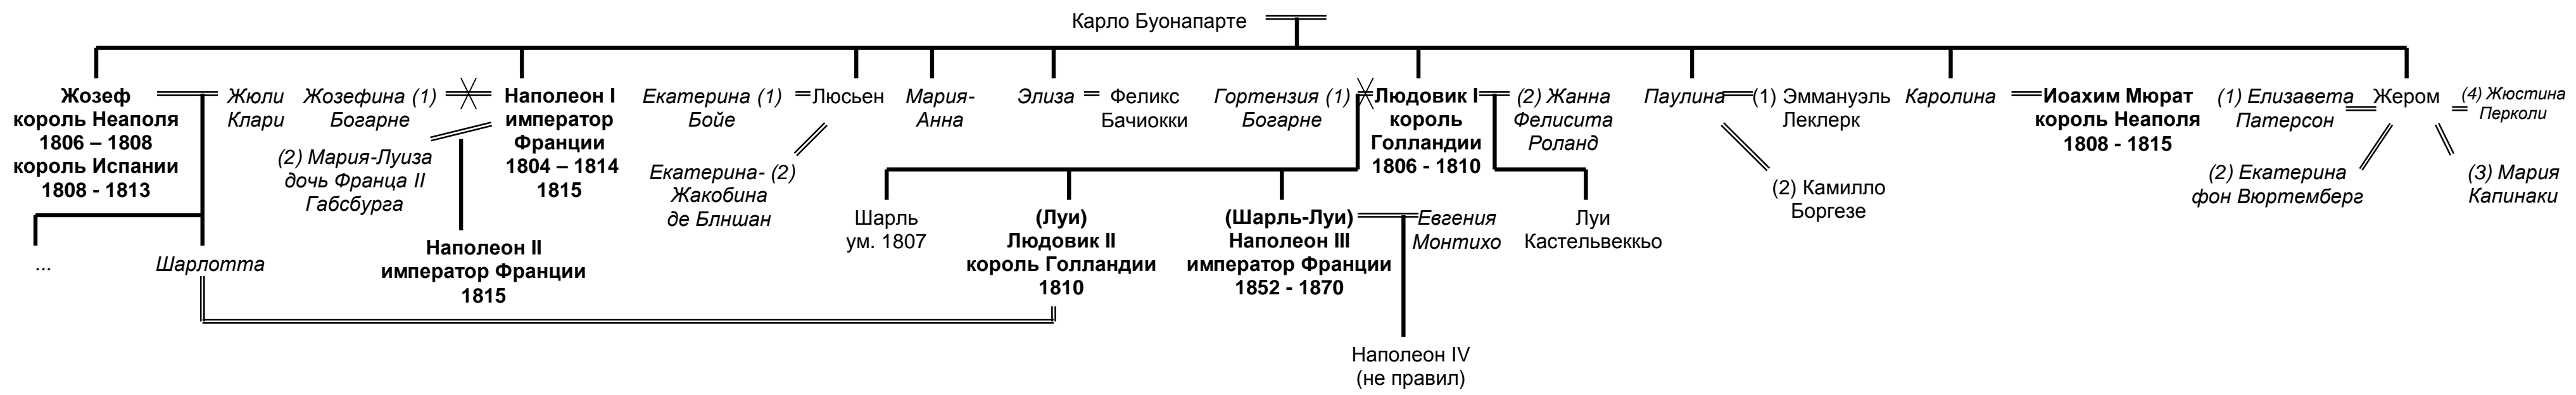 Карло Буонапарте
Жозеф
король Неаполя
1806 – 1808
король Испании
1808 - 1813
Жюли
Клари
Жозефина (1)
Богарне
(2) Мария-Луиза
дочь Франца II
Габсбурга
Наполеон I
император
Франции
1804 – 1814
1815
Екатерина (1)
Бойе
Екатерина- (2)
Жакобина
де Блншан
Люсьен
Мария-
Анна
Элиза
Феликс
Бачиокки
Гортензия (1)
Богарне
Людовик I
король
Голландии
1806 - 1810
(2) Жанна
Фелисита
Роланд
Паулина
(1) Эммануэль
Леклерк
(2) Камилло
Боргезе
Каролина
Иоахим Мюрат
король Неаполя
1808 - 1815
(1) Елизавета
Патерсон
Жером
(4) Жюстина
Перколи
(2) Екатерина
фон Вюртемберг
(3) Мария
Капинаки
...
Шарлотта
Наполеон II
император Франции
1815
Шарль
ум. 1807
(Луи)
Людовик II
король Голландии
1810
(Шарль-Луи)
Наполеон III
император Франции
1852 - 1870
Евгения
Монтихо
Луи
Кастельвеккьо
Наполеон IV
(не правил)